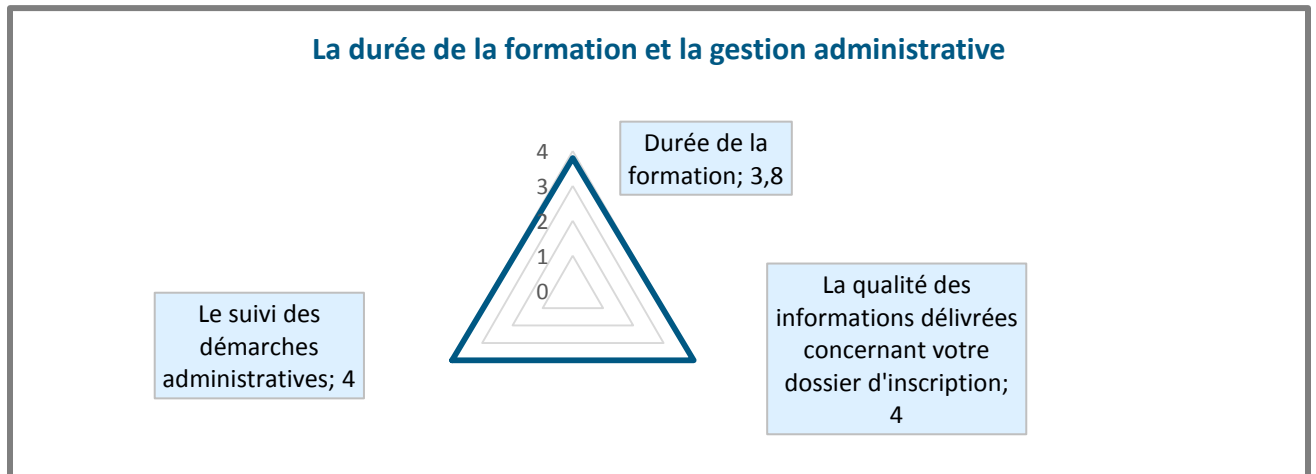 La durée de la formation et la gestion administrative
Durée de la
formation; 3,8
4
3
2
1
0
La qualité des
informations délivrées
concernant votre
dossier d'inscription;
4
Le suivi des
démarches
administratives; 4